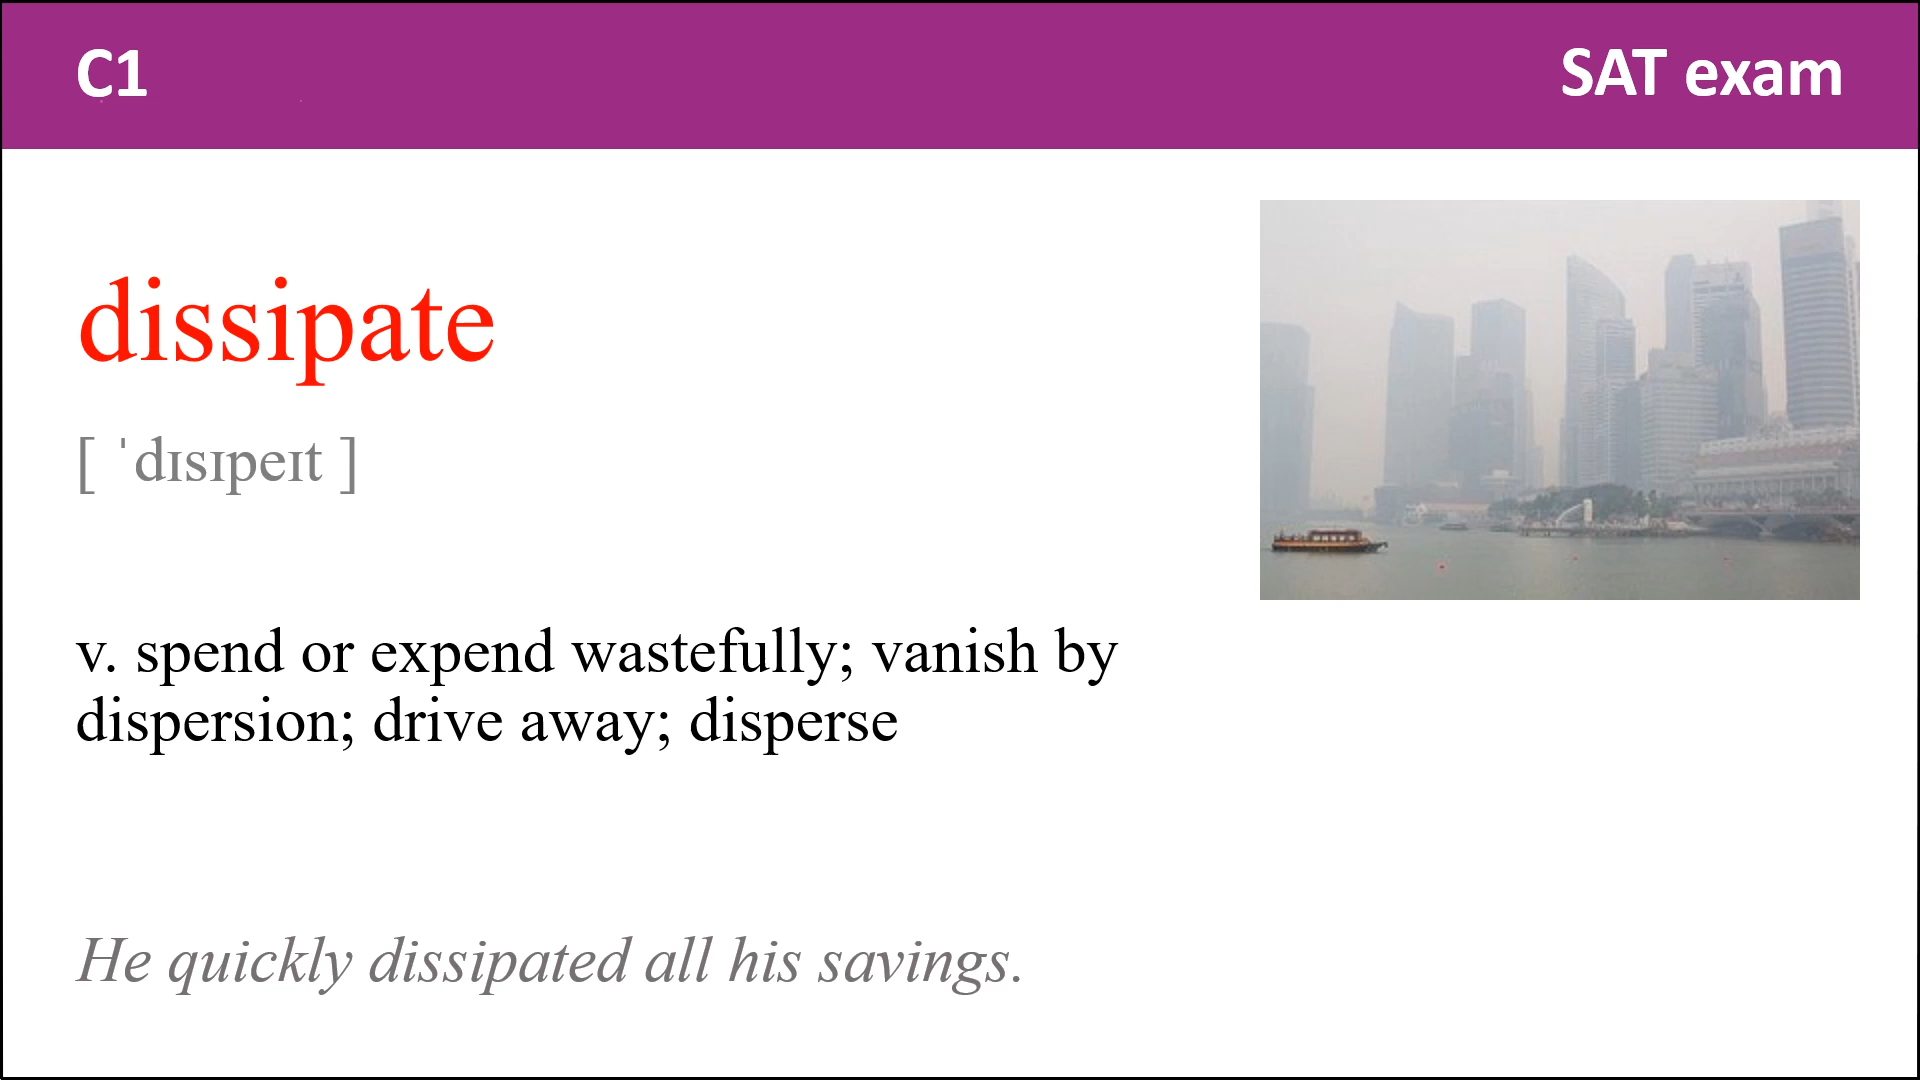 C1
SAT exam
dissipate
[ ˈdɪsɪpeɪt ]
v. spend or expend wastefully; vanish by
dispersion; drive away; disperse
He quickly dissipated all his savings.